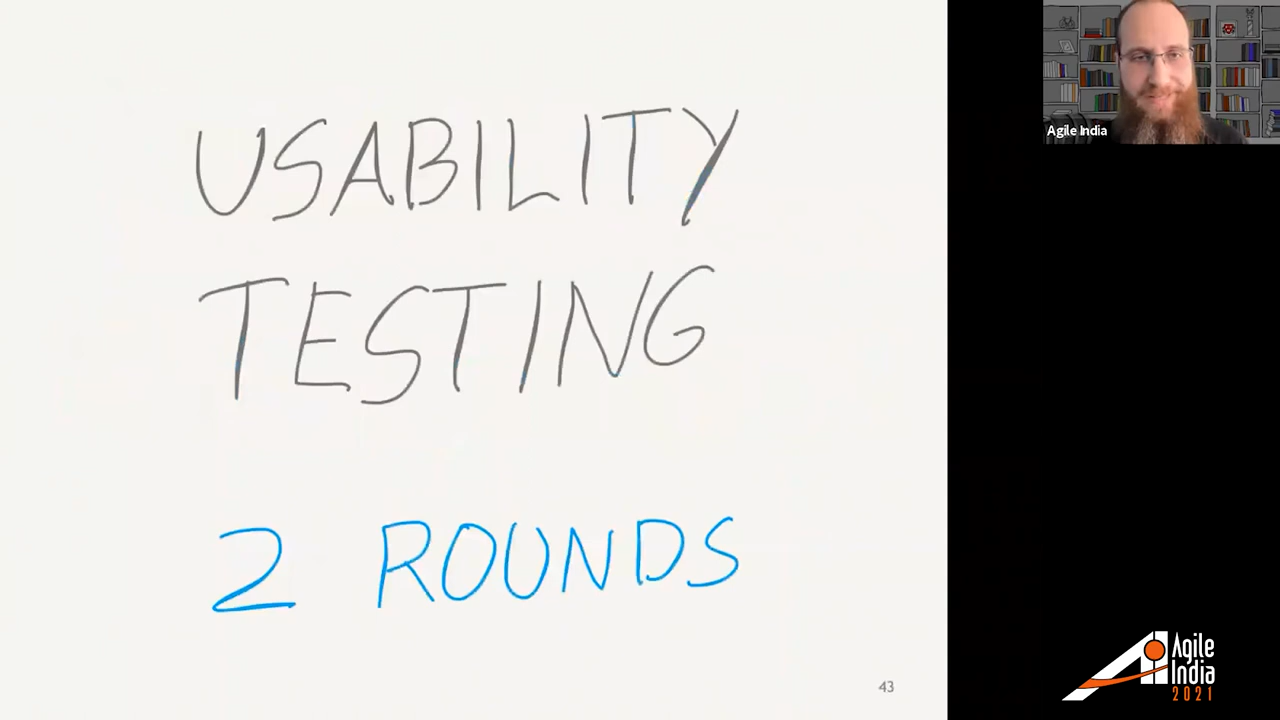 USABILITY
TESTING
2 ROUNDS
43
Agile India
Agile
India
2021